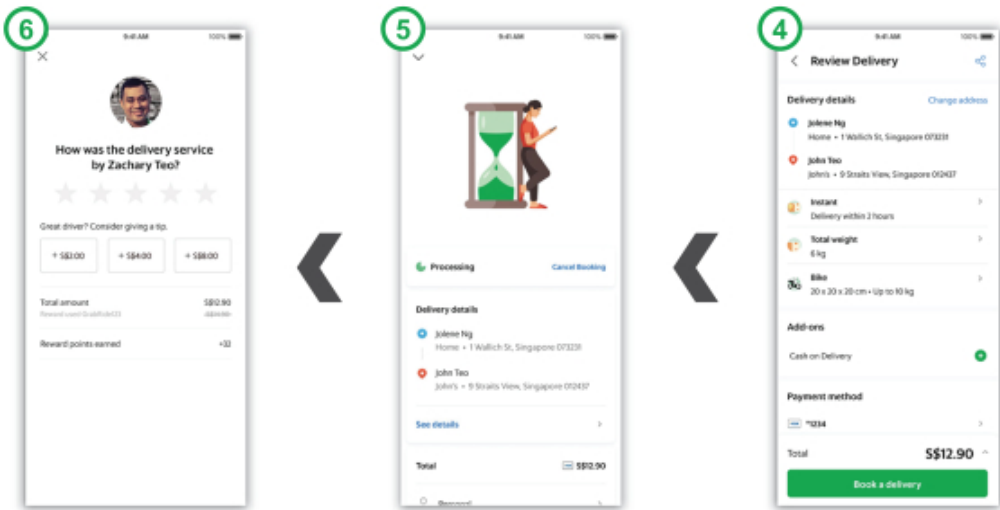 6
9:41 AM 100%
How was the delivery service
by Zachary Teo?
Great driver? Consider giving a tip.
+ S$2.00 + S$4.00 + S$8.00
Total amount S$12.90
Reward points earned
5
9:41 AM 100%
Processing Cancel Booking
Delivery details
Jolene Ng
Home • 1 Wallich St, Singapore 073231
John Teo
John's • 9 Straits View, Singapore 012437
See details
Total S$12.90
Personal
4
9:41 AM 100%
Review Delivery
Delivery details Change address
Jolene Ng
Home • 1 Wallich St, Singapore 073231
John Teo
John's • 9 Straits View, Singapore 012437
Instant
Delivery within 2 hours
Total weight
6 kg
Bike
20 x 20 x 20 cm • Up to 10 kg
Add-ons
Cash on Delivery
Payment method
*1234
Total S$12.90
Book a delivery